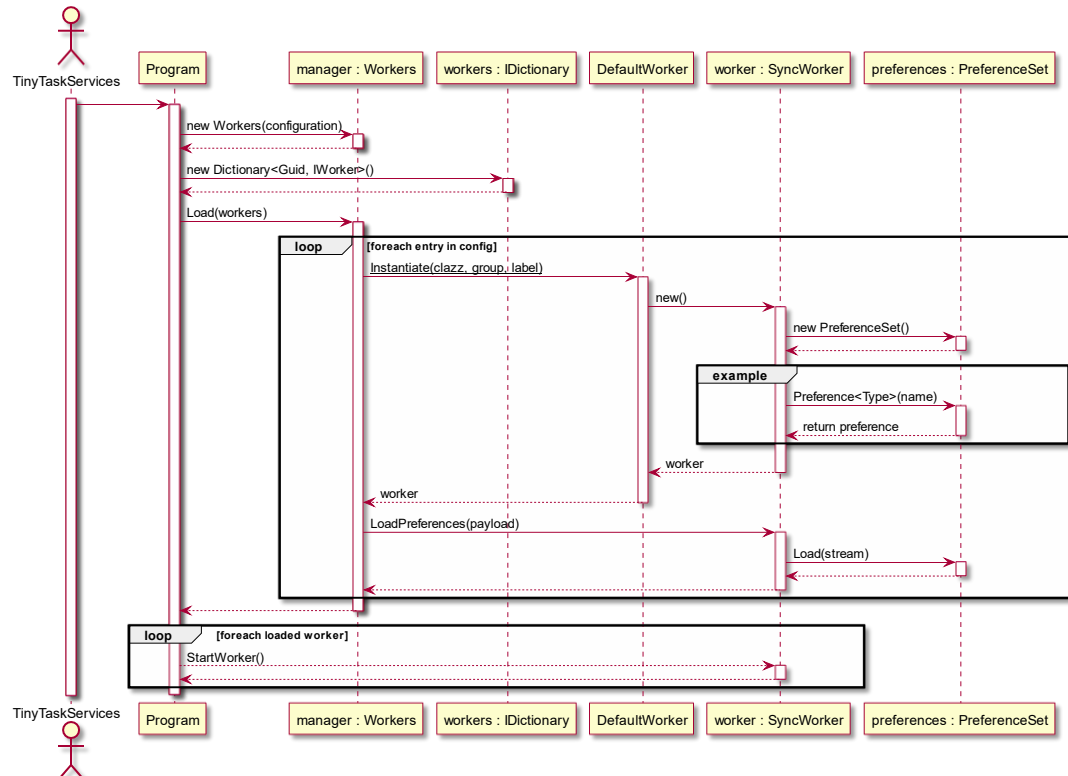 TinyTaskServices
Program
manager : Workers
workers : IDictionary
DefaultWorker
worker : SyncWorker
preferences : PreferenceSet
new Workers(configuration)
new Dictionary<Guid, IWorker>()
Load(workers)
loop
[foreach entry in config]
Instantiate(clazz, group, label)
new()
new PreferenceSet()
example
Preference<Type>(name)
return preference
worker
worker
LoadPreferences(payload)
Load(stream)
loop
[foreach loaded worker]
StartWorker()
TinyTaskServices
Program
manager : Workers
workers : IDictionary
DefaultWorker
worker : SyncWorker
preferences : PreferenceSet